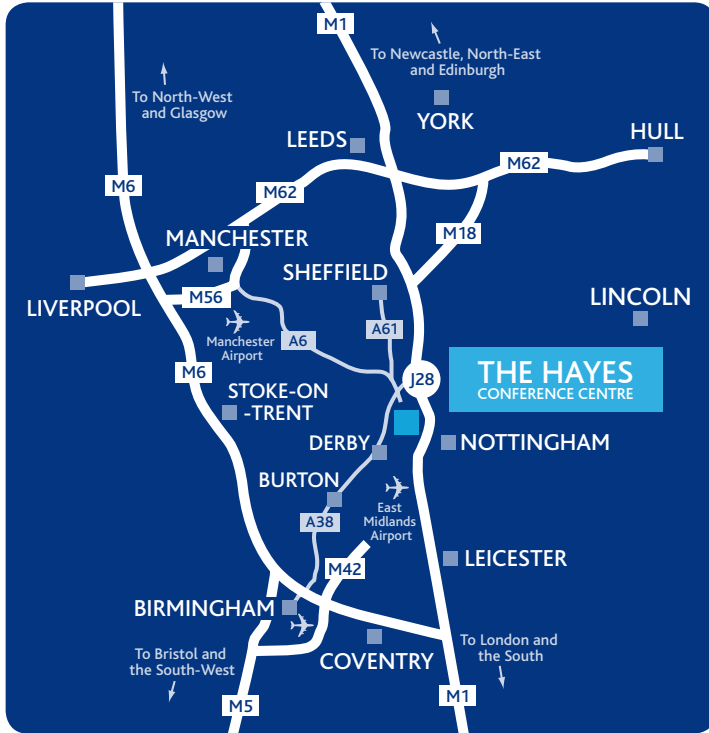 M1
To Newcastle, North-East
and Edinburgh
To North-West
and Glasgow
YORK
HULL
LEEDS
M62
M6
M62
M18
MANCHESTER
SHEFFIELD
LINCOLN
M56
LIVERPOOL
A61
Manchester
Airport
A6
M6
J28
THE HAYES
CONFERENCE CENTRE
STOKE-ON
-TRENT
DERBY
NOTTINGHAM
BURTON
East
Midlands
Airport
A38
LEICESTER
M42
BIRMINGHAM
To Bristol and
the South-West
COVENTRY
To London and
the South
M5
M1